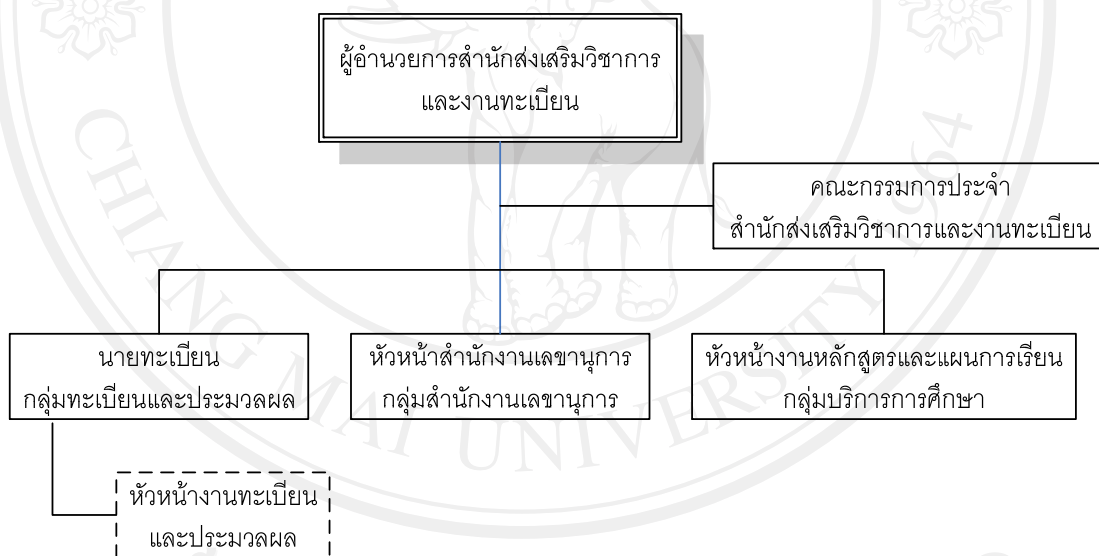 ผู้อำนวยการสำนักส่งเสริมวิชาการ
และงานทะเบียน
คณะกรรมการประจำ
สำนักส่งเสริมวิชาการและงานทะเบียน
นายทะเบียน
กลุ่มทะเบียนและประมวลผล
หัวหน้าสำนักงานเลขานุการ
กลุ่มสำนักงานเลขานุการ
หัวหน้างานหลักสูตรและแผนการเรียน
กลุ่มบริการการศึกษา
หัวหน้างานทะเบียน
และประมวลผล
CHIANG MAI UNIVERSITY 1964